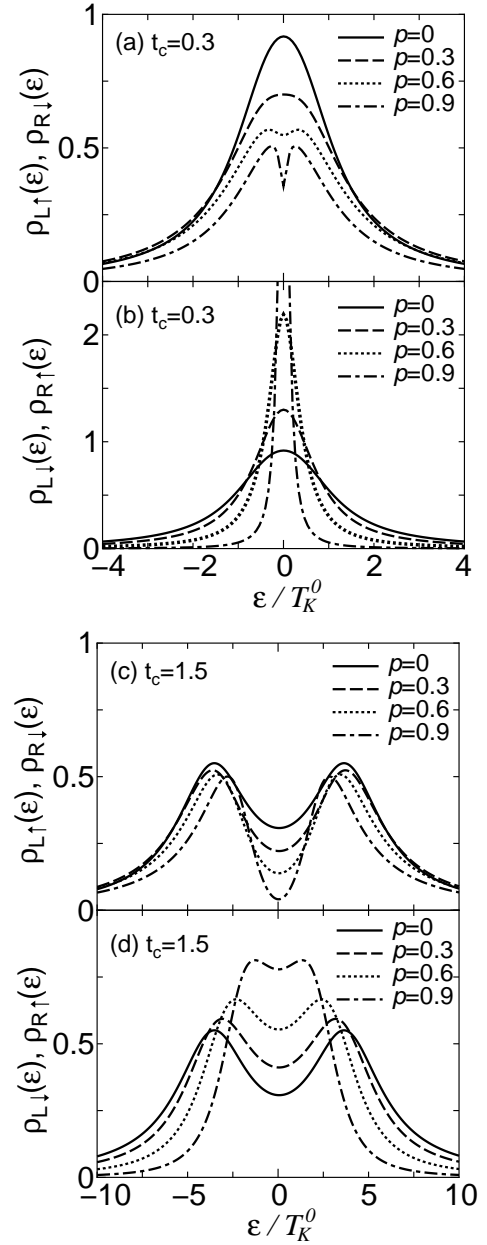 (a) t_c=0.3
p=0
p=0.3
p=0.6
p=0.9
ρ_L↑(ε), ρ_R↓(ε)
1
0.5
0
(b) t_c=0.3
p=0
p=0.3
p=0.6
p=0.9
ρ_L↓(ε), ρ_R↑(ε)
2
1
0
−4 −2 0 2 4
ε / T_K^0
(c) t_c=1.5
p=0
p=0.3
p=0.6
p=0.9
ρ_L↑(ε), ρ_R↓(ε)
1
0.5
0
(d) t_c=1.5
p=0
p=0.3
p=0.6
p=0.9
ρ_L↓(ε), ρ_R↑(ε)
0.5
0
−10 −5 0 5 10
ε / T_K^0